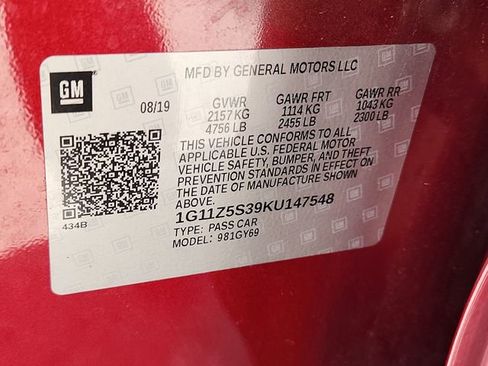 MFD BY GENERAL MOTORS LLC
GM
08/19
GVWR GAWR FRT GAWR RR
2157 KG 1114 KG 1043 KG
4756 LB 2455 LB 2300 LB
THIS VEHICLE CONFORMS TO ALL
APPLICABLE U.S. FEDERAL MOTOR
VEHICLE SAFETY, BUMPER, AND THEFT
PREVENTION STANDARDS IN EFFECT ON
THE DATE OF MANUFACTURE SHOWN
ABOVE.
434B
1G11Z5S39KU147548
TYPE: PASS CAR
MODEL: 981GY69